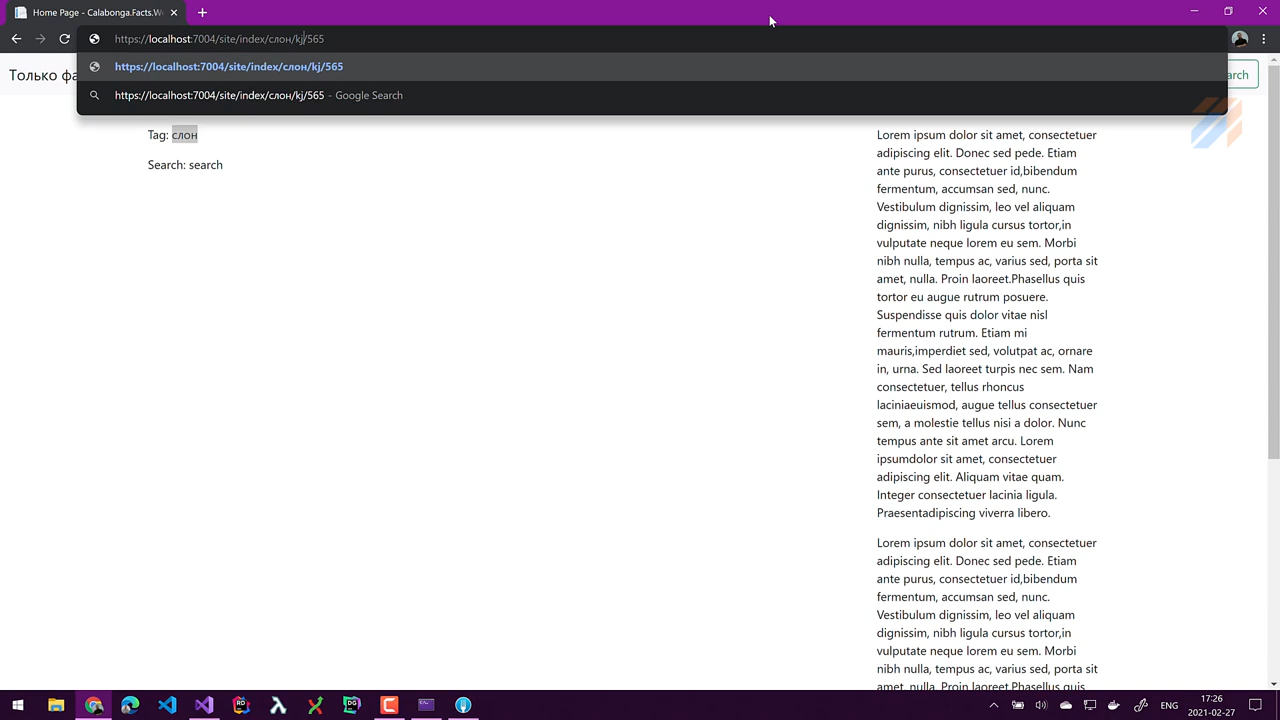 Home Page - Calabonga.Facts.W
https://localhost:7004/site/index/слон/kj/565
https://localhost:7004/site/index/слон/kj/565
https://localhost:7004/site/index/слон/kj/565 - Google Search
Только фа
arch
Tag: слон
Search: search
Lorem ipsum dolor sit amet, consectetuer
adipiscing elit. Donec sed pede. Etiam
ante purus, consectetuer id,bibendum
fermentum, accumsan sed, nunc.
Vestibulum dignissim, leo vel aliquam
dignissim, nibh ligula cursus tortor,in
vulputate neque lorem eu sem. Morbi
nibh nulla, tempus ac, varius sed, porta sit
amet, nulla. Proin laoreet.Phasellus quis
tortor eu augue rutrum posuere.
Suspendisse quis dolor vitae nisl
fermentum rutrum. Etiam mi
mauris,imperdiet sed, volutpat ac, ornare
in, urna. Sed laoreet turpis nec sem. Nam
consectetuer, tellus rhoncus
laciniaeuismod, augue tellus consectetuer
sem, a molestie tellus nisi a dolor. Nunc
tempus ante sit amet arcu. Lorem
ipsumdolor sit amet, consectetuer
adipiscing elit. Aliquam vitae quam.
Integer consectetuer lacinia ligula.
Praesentadipiscing viverra libero.
Lorem ipsum dolor sit amet, consectetuer
adipiscing elit. Donec sed pede. Etiam
ante purus, consectetuer id,bibendum
fermentum, accumsan sed, nunc.
Vestibulum dignissim, leo vel aliquam
dignissim, nibh ligula cursus tortor,in
vulputate neque lorem eu sem. Morbi
nibh nulla, tempus ac, varius sed, porta sit
amet, nulla. Proin laoreet.Phasellus quis
RD
DG
C
ENG
17:26
2021-02-27